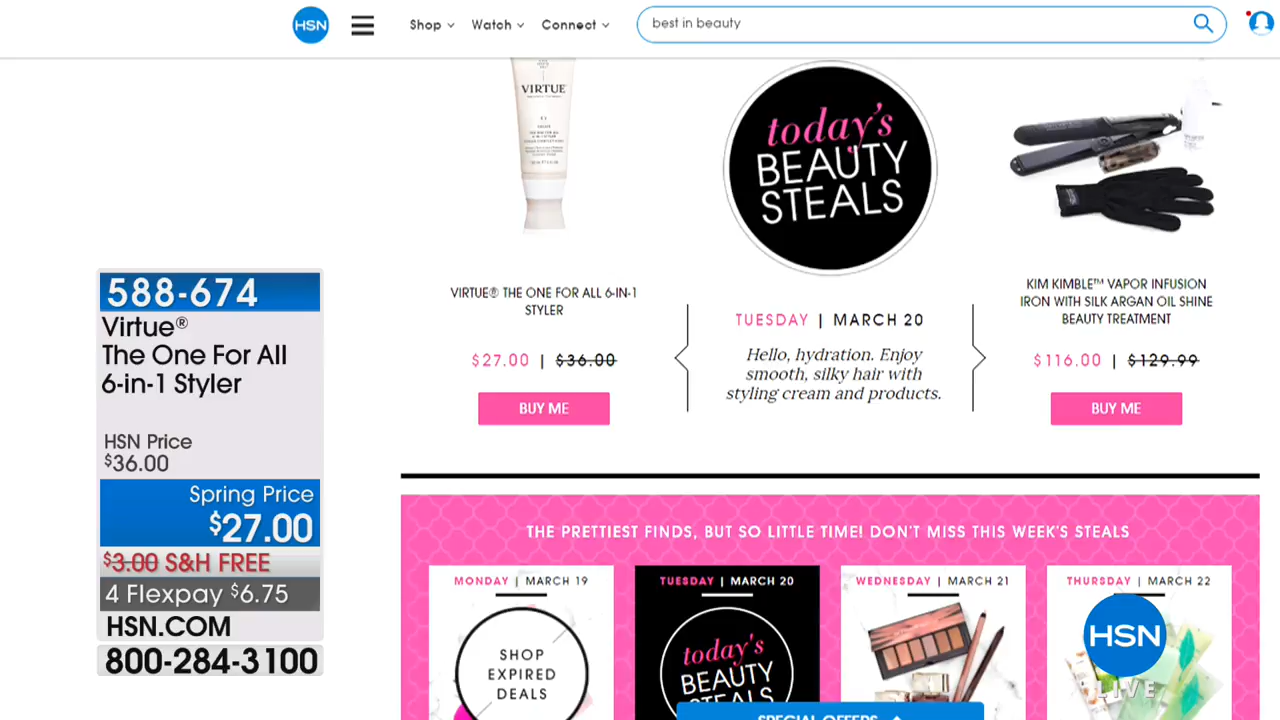 HSN
Shop
Watch
Connect
best in beauty
VIRTUE
today's
BEAUTY
STEALS
VIRTUE® THE ONE FOR ALL 6-IN-1
STYLER
$27.00 | $36.00
BUY ME
TUESDAY | MARCH 20
Hello, hydration. Enjoy
smooth, silky hair with
styling cream and products.
KIM KIMBLE™ VAPOR INFUSION
IRON WITH SILK ARGAN OIL SHINE
BEAUTY TREATMENT
$116.00 | $129.99
BUY ME
588-674
Virtue®
The One For All
6-in-1 Styler
HSN Price
$36.00
Spring Price
$27.00
$3.00 S&H FREE
4 Flexpay $6.75
HSN.COM
800-284-3100
THE PRETTIEST FINDS, BUT SO LITTLE TIME! DON'T MISS THIS WEEK'S STEALS
MONDAY | MARCH 19
SHOP
EXPIRED
DEALS
TUESDAY | MARCH 20
today's
BEAUTY
STEALS
WEDNESDAY | MARCH 21
THURSDAY | MARCH 22
HSN
LIVE
SPECIAL OFFERS